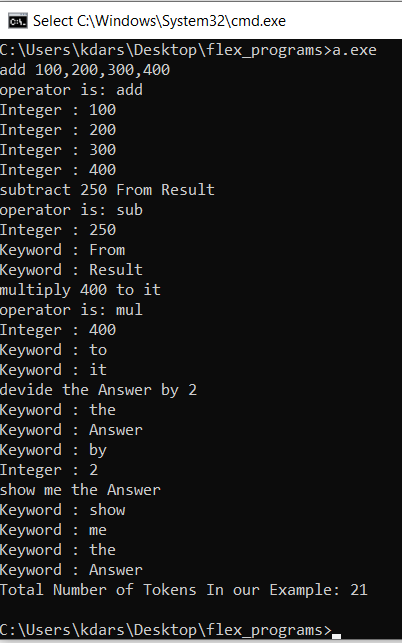 Select C:\Windows\System32\cmd.exe
C:\Users\kdars\Desktop\flex_programs>a.exe
add 100,200,300,400
operator is: add
Integer : 100
Integer : 200
Integer : 300
Integer : 400
subtract 250 From Result
operator is: sub
Integer : 250
Keyword : From
Keyword : Result
multiply 400 to it
operator is: mul
Integer : 400
Keyword : to
Keyword : it
devide the Answer by 2
Keyword : the
Keyword : Answer
Keyword : by
Integer : 2
show me the Answer
Keyword : show
Keyword : me
Keyword : the
Keyword : Answer
Total Number of Tokens In our Example: 21
C:\Users\kdars\Desktop\flex_programs>